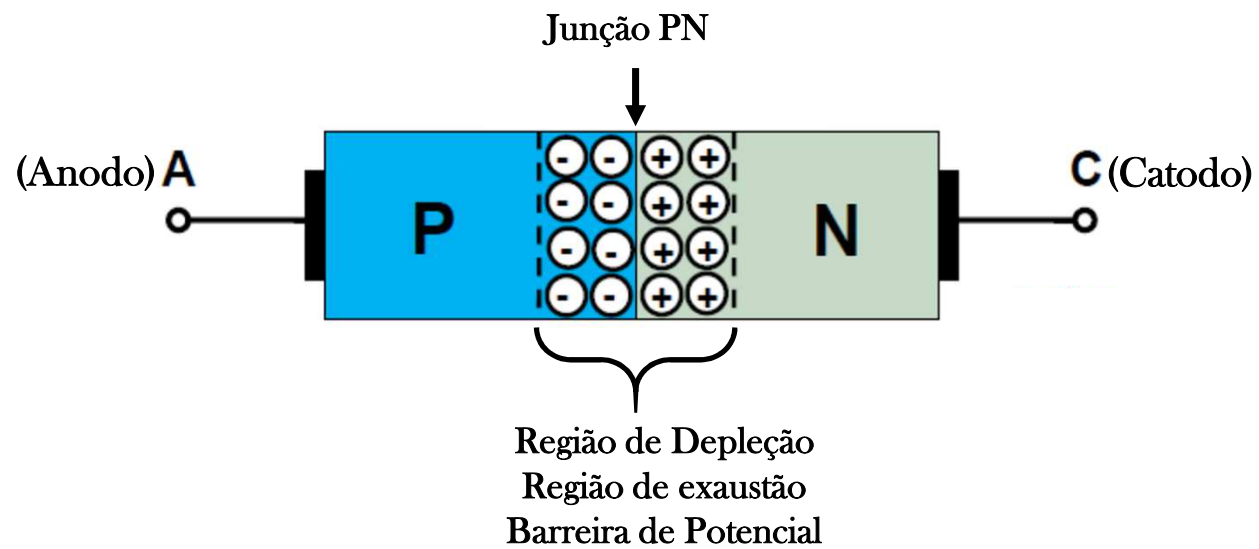 Junção PN
(Anodo) A
C (Catodo)
P
N
- - + +
- - + +
- - + +
- - + +
Região de Depleção
Região de exaustão
Barreira de Potencial